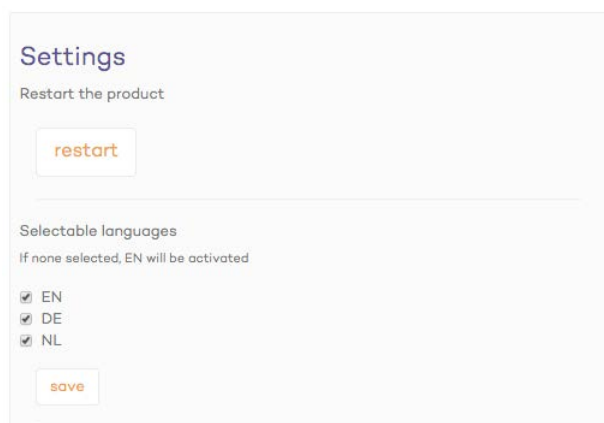 Settings
Restart the product
restart
Selectable languages
If none selected, EN will be activated
EN
DE
NL
save